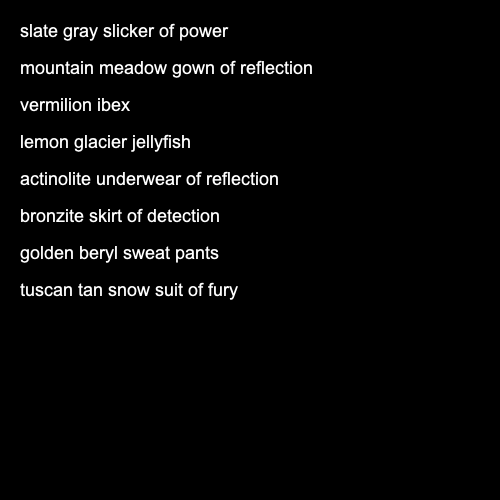 slate gray slicker of power
mountain meadow gown of reflection
vermilion ibex
lemon glacier jellyfish
actinolite underwear of reflection
bronzite skirt of detection
golden beryl sweat pants
tuscan tan snow suit of fury